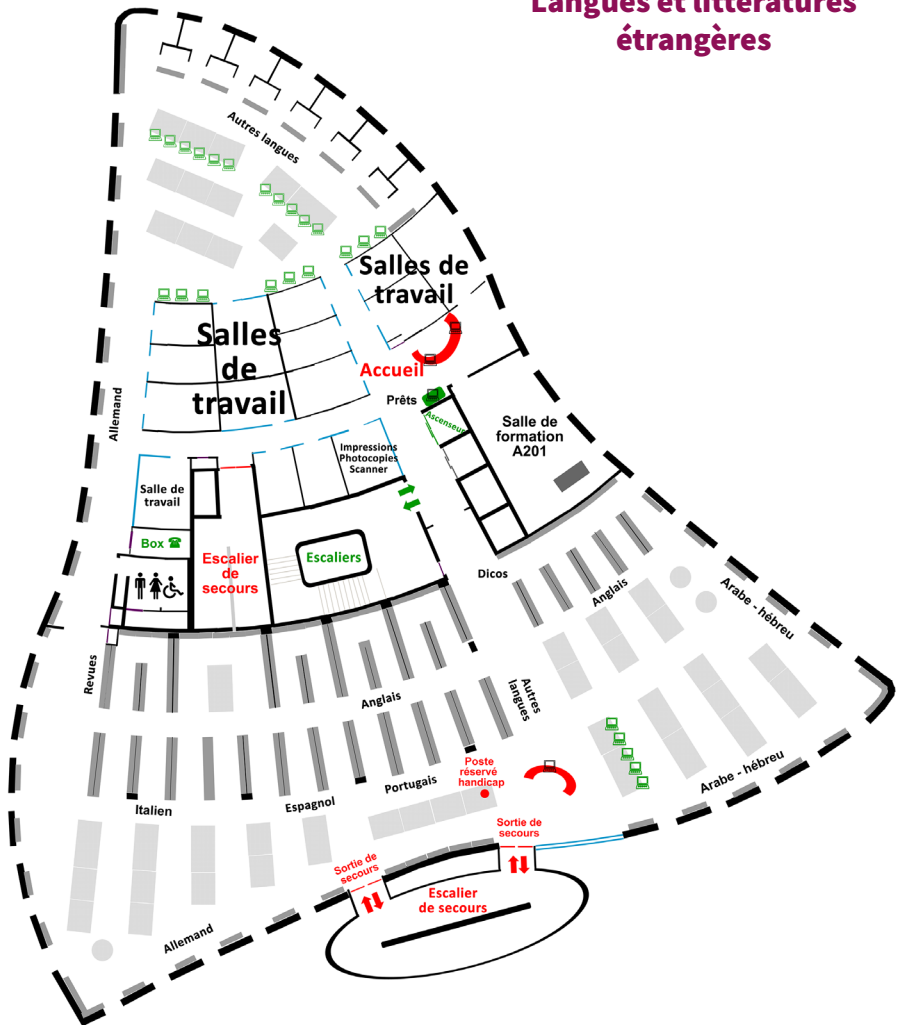 Langues et littératures
étrangères
Autres langues
Salles de
travail
Salles
de
travail
Accueil
Prêts
Ascenseur
Allemand
Salle de
formation
A201
Impressions
Photocopies
Scanner
Salle de
travail
Box
Escalier
de
secours
Escaliers
Dicos
Anglais
Arabe - hébreu
Revues
Anglais
Autres
langues
Poste
réservé
handicap
Portugais
Espagnol
Italien
Arabe - hébreu
Sortie de
secours
Sortie de
secours
Escalier
de secours
Allemand